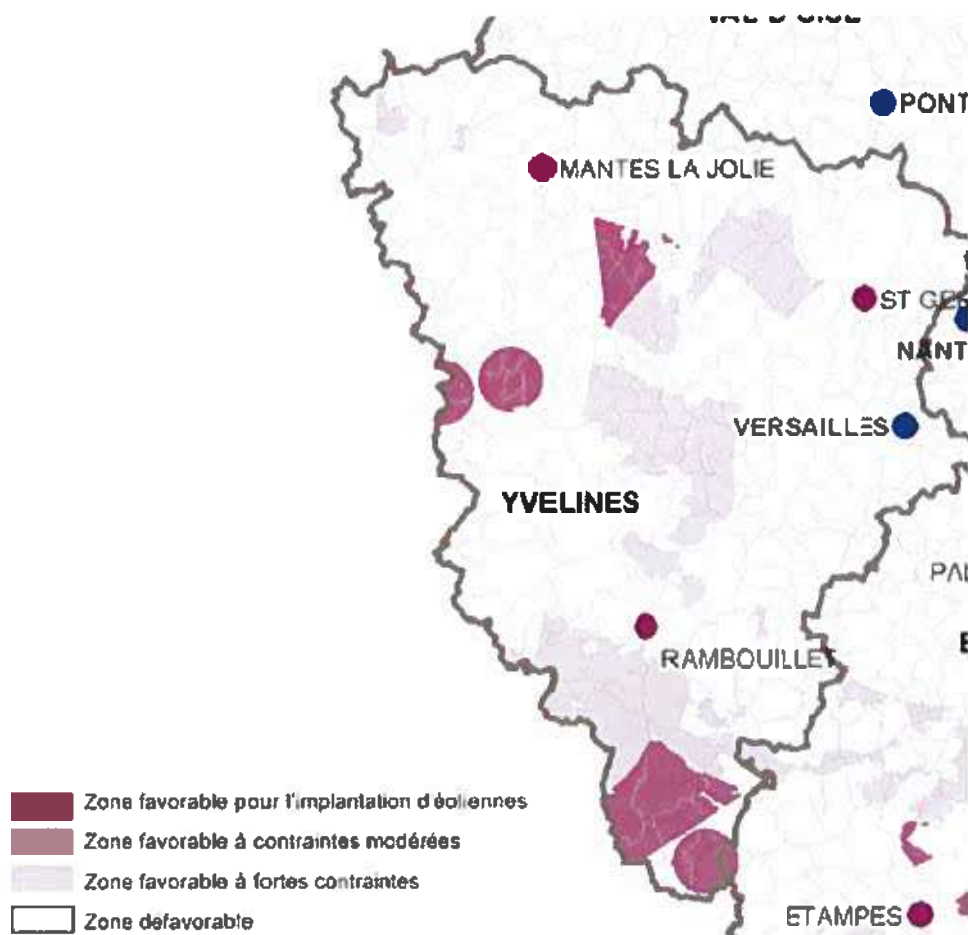 MANTES LA JOLIE
VERSAILLES
YVELINES
RAMBOUILLET
Zone favorable pour l'implantation d'éoliennes
Zone favorable à contraintes modérées
Zone favorable à fortes contraintes
Zone défavorable
ETAMPES